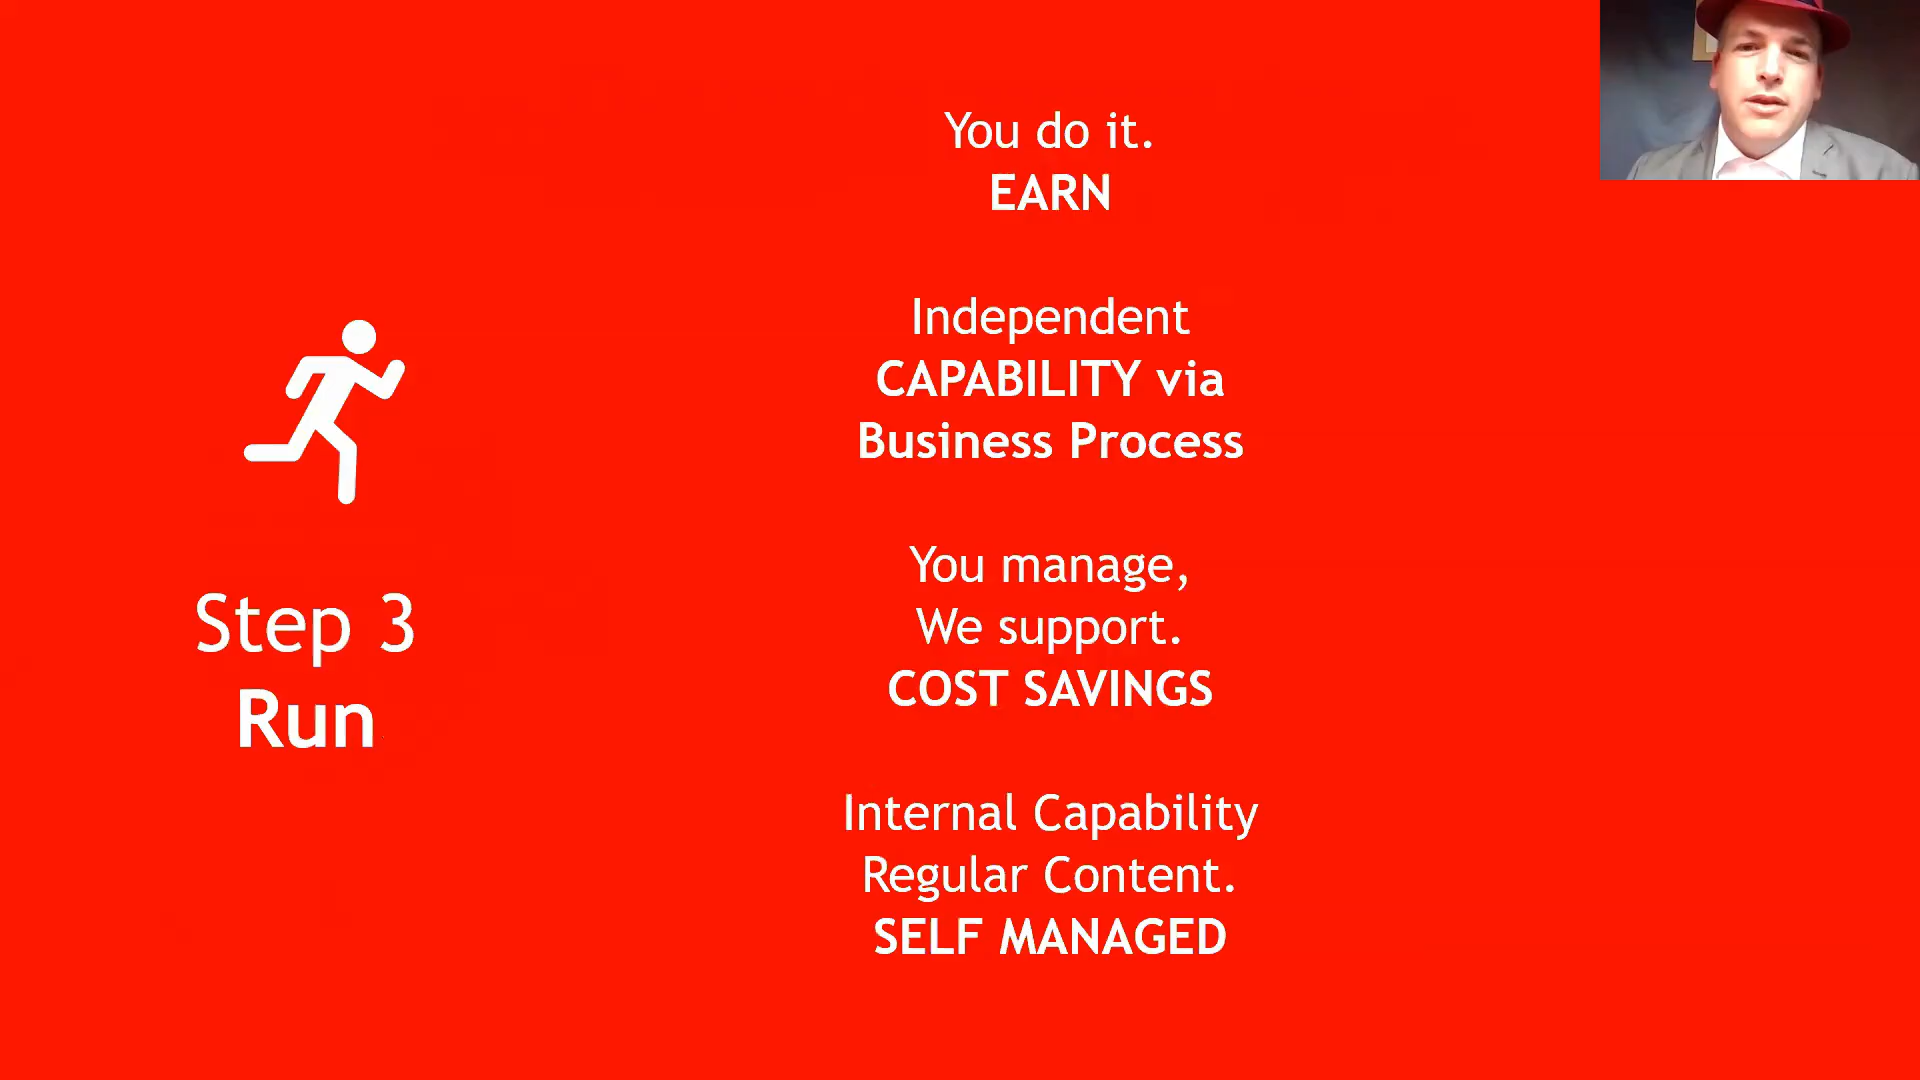 Step 3
Run
You do it.
EARN
Independent
CAPABILITY via
Business Process
You manage,
We support.
COST SAVINGS
Internal Capability
Regular Content.
SELF MANAGED